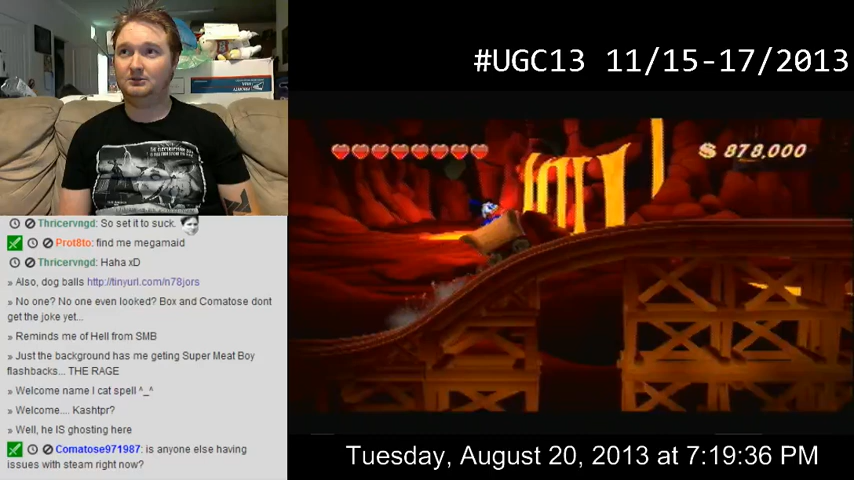 #UGC13 11/15-17/2013
$ 878,000
Thricervngd: So set it to suck.
Prot8to: find me megamaid
Thricervngd: Haha xD
» Also, dog balls http://tinyurl.com/n78jors
» No one? No one even looked? Box and Comatose dont
get the joke yet...
» Reminds me of Hell from SMB
» Just the background has me geting Super Meat Boy
flashbacks... THE RAGE
» Welcome name I cat spell ^_^
» Welcome.... Kashtpr?
» Well, he IS ghosting here
Comatose971987: is anyone else having
issues with steam right now?
Tuesday, August 20, 2013 at 7:19:36 PM